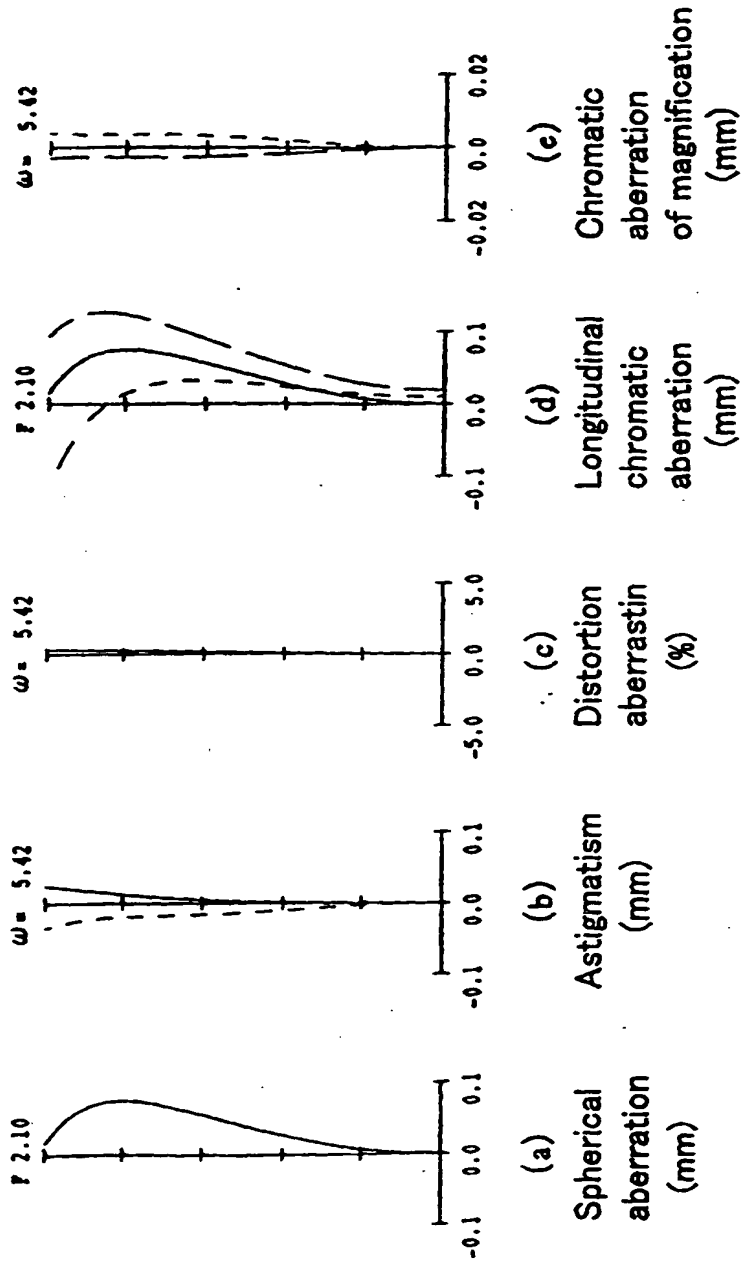 F 2.10
-0.1 0.0 0.1
(a)
Spherical
aberration
(mm)
ω= 5.42
-0.1 0.0 0.1
(b)
Astigmatism
(mm)
ω= 5.42
-5.0 0.0 5.0
(c)
Distortion
aberrastin
(%)
F 2.10
-0.1 0.0 0.1
(d)
Longitudinal
chromatic
aberration
(mm)
ω= 5.42
-0.02 0.0 0.02
(e)
Chromatic
aberration
of magnification
(mm)